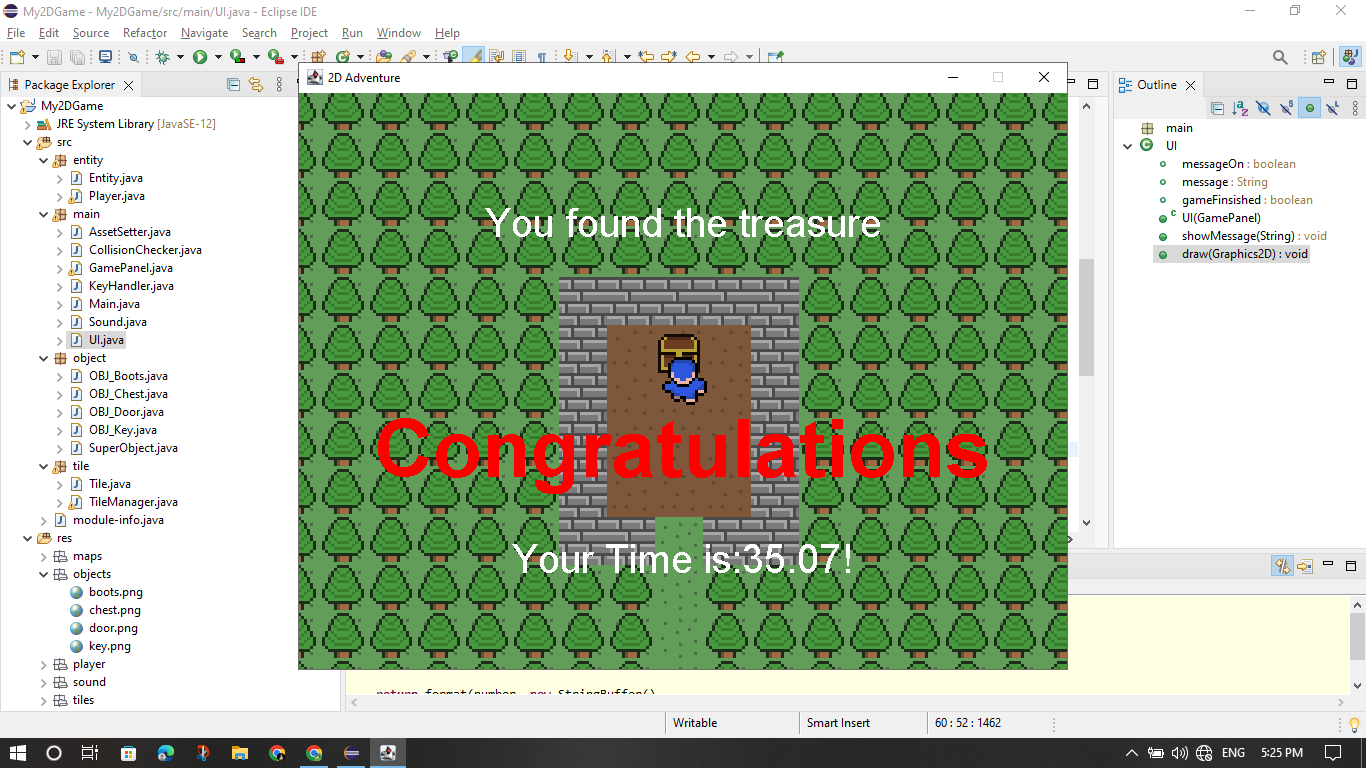 My2DGame - My2DGame/src/main/UI.java - Eclipse IDE
File Edit Source Refactor Navigate Search Project Run Window Help
Package Explorer
My2DGame
JRE System Library [JavaSE-12]
src
entity
Entity.java
Player.java
main
AssetSetter.java
CollisionChecker.java
GamePanel.java
KeyHandler.java
Main.java
Sound.java
UI.java
object
OBJ_Boots.java
OBJ_Chest.java
OBJ_Door.java
OBJ_Key.java
SuperObject.java
tile
Tile.java
TileManager.java
module-info.java
res
maps
objects
boots.png
chest.png
door.png
key.png
player
sound
tiles
2D Adventure
You found the treasure
Congratulations
Your Time is:35.07!
Outline
main
UI
messageOn : boolean
message : String
gameFinsished : boolean
UI(GamePanel)
showMessage(String) : void
draw(Graphics2D) : void
return format(number, new StringBuffer()
Writable Smart Insert 60 : 52 : 1462
ENG 5:25 PM